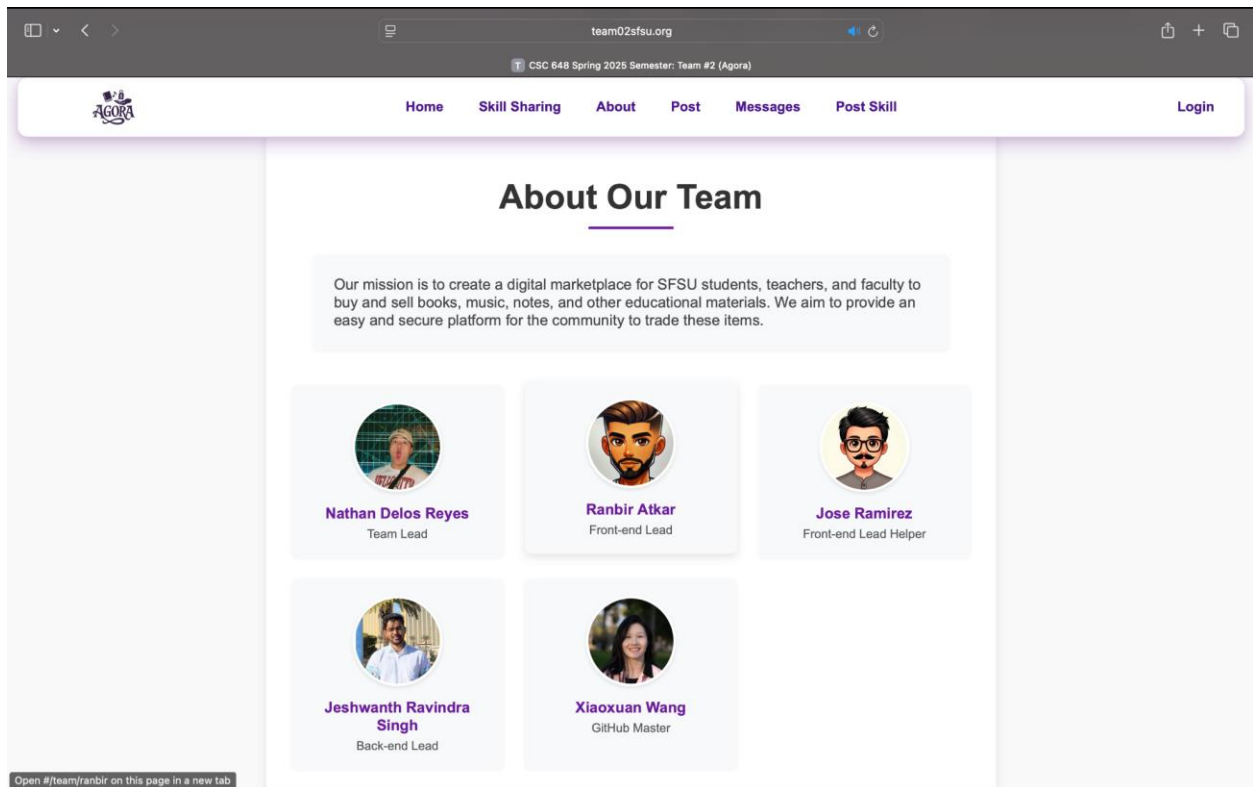 team02sfsu.org
T CSC 648 Spring 2025 Semester: Team #2 (Agora)
AGORA
Home Skill Sharing About Post Messages Post Skill Login
About Our Team
Our mission is to create a digital marketplace for SFSU students, teachers, and faculty to
buy and sell books, music, notes, and other educational materials. We aim to provide an
easy and secure platform for the community to trade these items.
Nathan Delos Reyes
Team Lead
Ranbir Atkar
Front-end Lead
Jose Ramirez
Front-end Lead Helper
Jeshwanth Ravindra
Singh
Back-end Lead
Xiaoxuan Wang
GitHub Master
Open #/team/ranbir on this page in a new tab